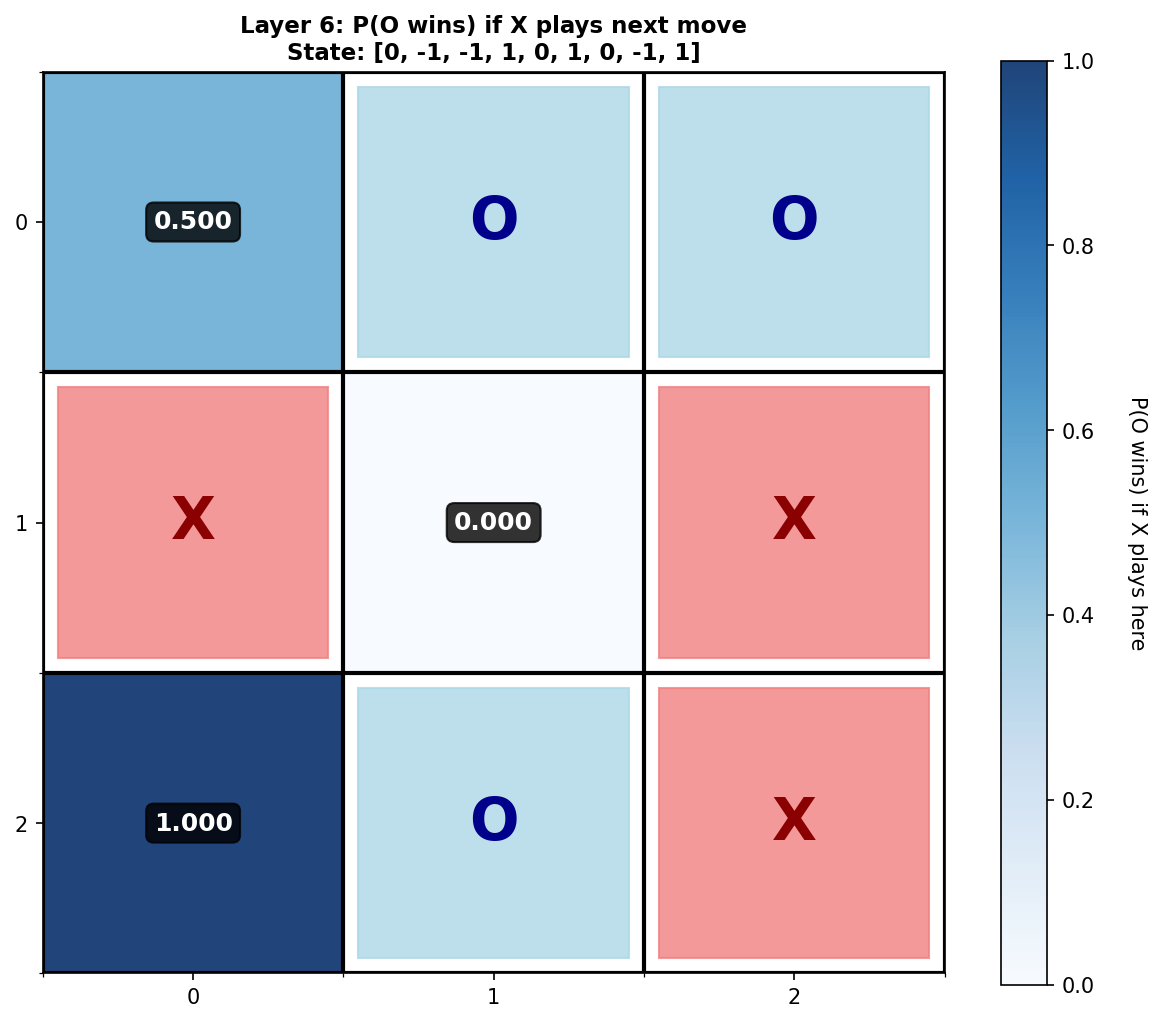 Layer 6: P(O wins) if X plays next move
State: [0, -1, -1, 1, 0, 1, 0, -1, 1]
0
0.500
O
O
1
X
0.000
X
2
1.000
O
X
0
1
2
1.0
0.8
0.6
0.4
0.2
0.0
P(O wins) if X plays here